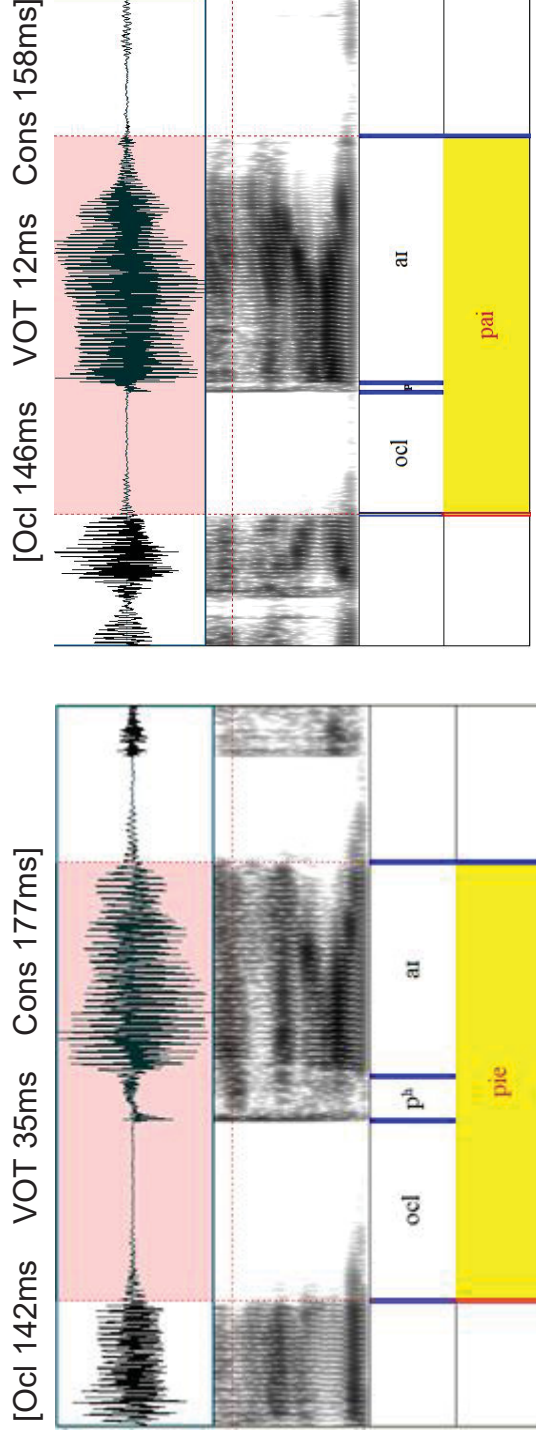 [Ocl 142ms VOT 35ms Cons 177ms]
ocl pʰ aɪ
pie
[Ocl 146ms VOT 12ms Cons 158ms]
ocl p aɪ
pai